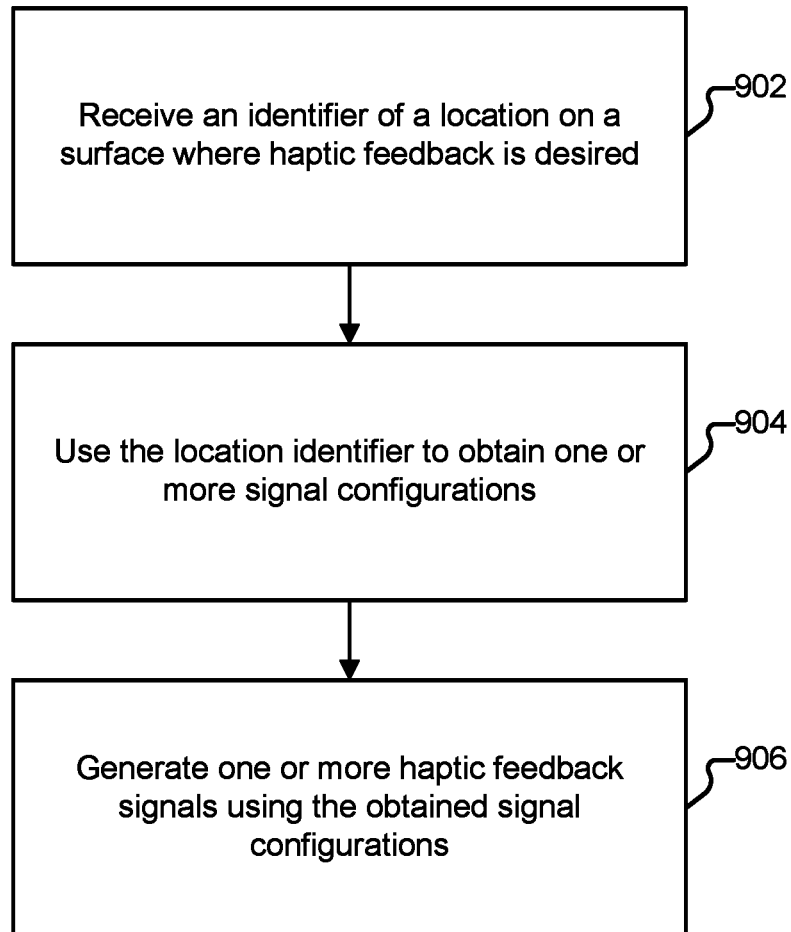 Receive an identifier of a location on a
surface where haptic feedback is desired
902
Use the location identifier to obtain one or
more signal configurations
904
Generate one or more haptic feedback
signals using the obtained signal
configurations
906